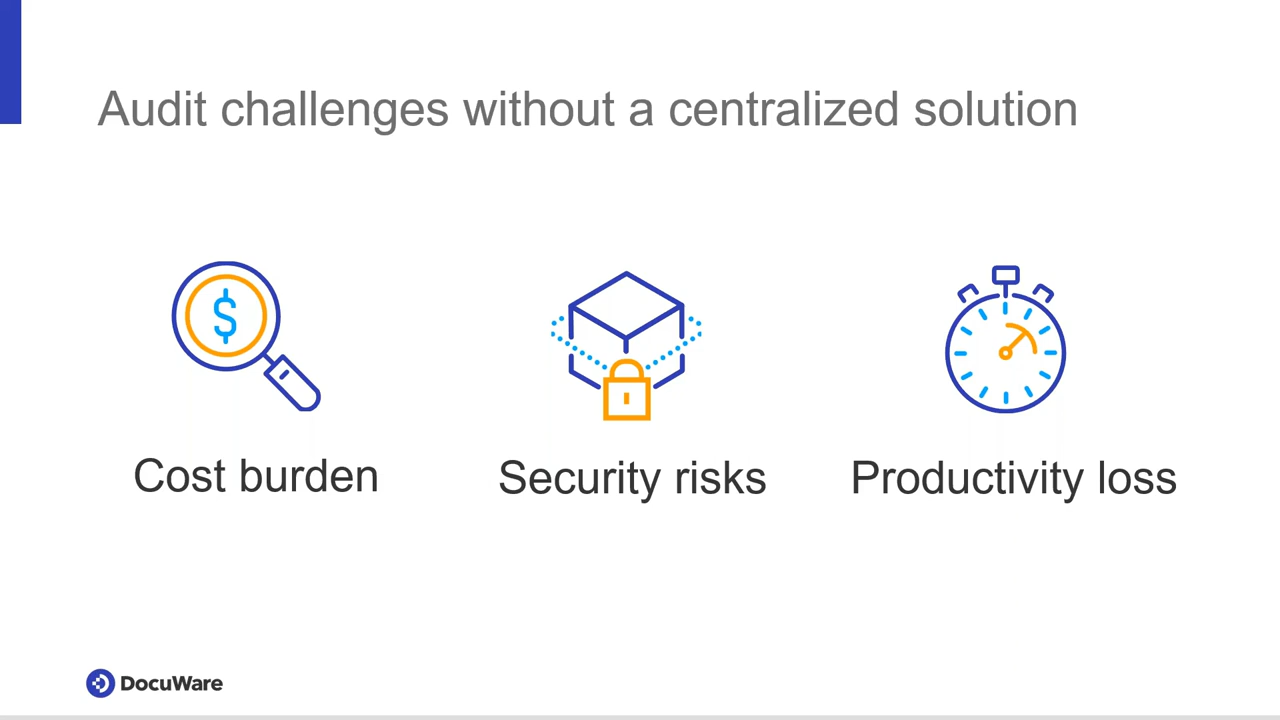 Audit challenges without a centralized solution
$
Cost burden
Security risks
Productivity loss
DocuWare